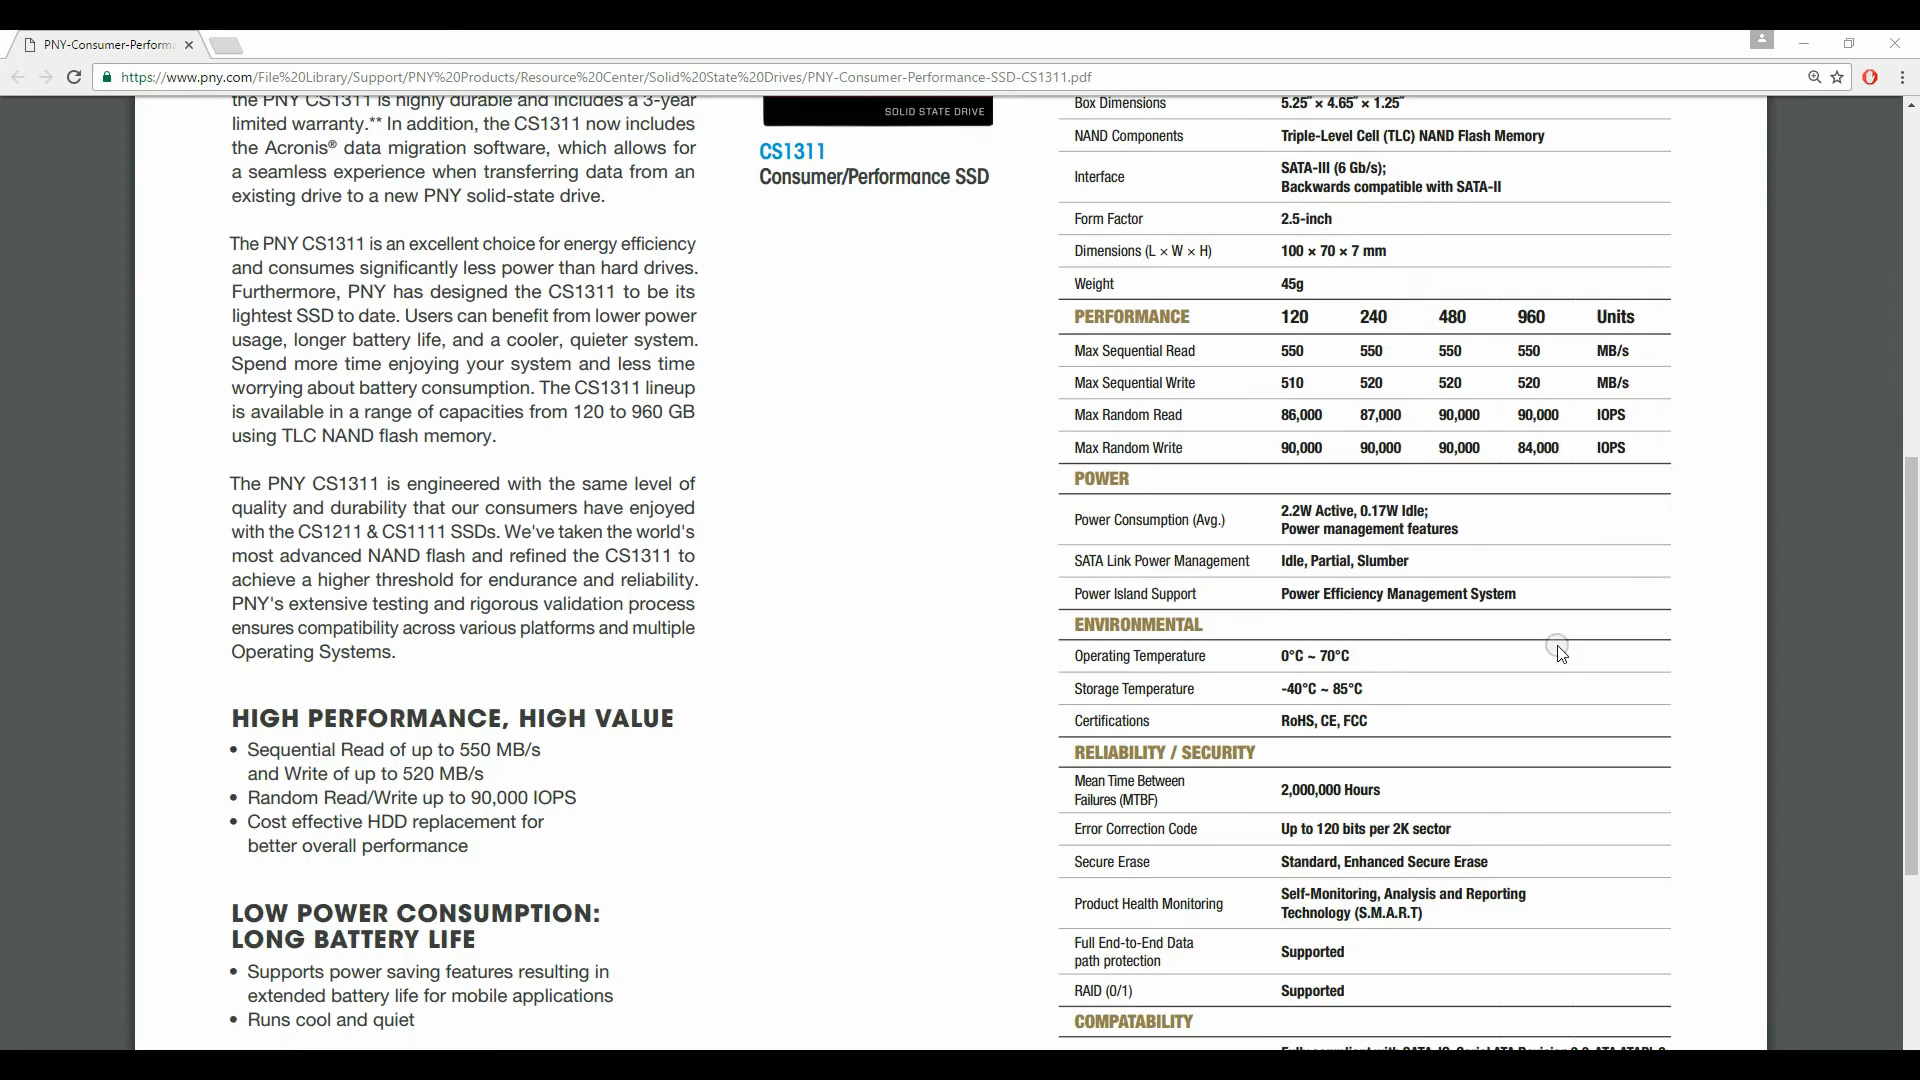 PNY-Consumer-Perform
https://www.pny.com/File%20Library/Support/PNY%20Products/Resource%20Center/Solid%20State%20Drives/PNY-Consumer-Performance-SSD-CS1311.pdf
the PNY CS1311 is highly durable and includes a 3-year
limited warranty.** In addition, the CS1311 now includes
the Acronis® data migration software, which allows for
a seamless experience when transferring data from an
existing drive to a new PNY solid-state drive.
The PNY CS1311 is an excellent choice for energy efficiency
and consumes significantly less power than hard drives.
Furthermore, PNY has designed the CS1311 to be its
lightest SSD to date. Users can benefit from lower power
usage, longer battery life, and a cooler, quieter system.
Spend more time enjoying your system and less time
worrying about battery consumption. The CS1311 lineup
is available in a range of capacities from 120 to 960 GB
using TLC NAND flash memory.
The PNY CS1311 is engineered with the same level of
quality and durability that our consumers have enjoyed
with the CS1211 & CS1111 SSDs. We've taken the world's
most advanced NAND flash and refined the CS1311 to
achieve a higher threshold for endurance and reliability.
PNY's extensive testing and rigorous validation process
ensures compatibility across various platforms and multiple
Operating Systems.
HIGH PERFORMANCE, HIGH VALUE
• Sequential Read of up to 550 MB/s
and Write of up to 520 MB/s
• Random Read/Write up to 90,000 IOPS
• Cost effective HDD replacement for
better overall performance
LOW POWER CONSUMPTION:
LONG BATTERY LIFE
• Supports power saving features resulting in
extended battery life for mobile applications
• Runs cool and quiet
SOLID STATE DRIVE
CS1311
Consumer/Performance SSD
Box Dimensions 5.25˝ × 4.65˝ × 1.25˝
NAND Components Triple-Level Cell (TLC) NAND Flash Memory
Interface SATA-III (6 Gb/s);
Backwards compatible with SATA-II
Form Factor 2.5-inch
Dimensions (L × W × H) 100 × 70 × 7 mm
Weight 45g
PERFORMANCE 120 240 480 960 Units
Max Sequential Read 550 550 550 550 MB/s
Max Sequential Write 510 520 520 520 MB/s
Max Random Read 86,000 87,000 90,000 90,000 IOPS
Max Random Write 90,000 90,000 90,000 84,000 IOPS
POWER
Power Consumption (Avg.) 2.2W Active, 0.17W Idle;
Power management features
SATA Link Power Management Idle, Partial, Slumber
Power Island Support Power Efficiency Management System
ENVIRONMENTAL
Operating Temperature 0°C ~ 70°C
Storage Temperature -40°C ~ 85°C
Certifications RoHS, CE, FCC
RELIABILITY / SECURITY
Mean Time Between
Failures (MTBF) 2,000,000 Hours
Error Correction Code Up to 120 bits per 2K sector
Secure Erase Standard, Enhanced Secure Erase
Product Health Monitoring Self-Monitoring, Analysis and Reporting
Technology (S.M.A.R.T)
Full End-to-End Data
path protection Supported
RAID (0/1) Supported
COMPATABILITY